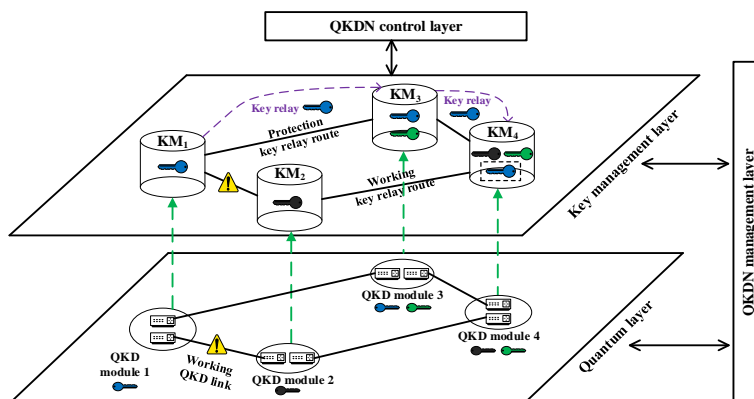 QKDN control layer
Key relay
KM3
Key relay
KM1
Protection
key relay route
KM4
KM2
Working
key relay route
Key management layer
QKDN management layer
QKD module 3
QKD
module 1
Working
QKD link
QKD module 2
QKD module 4
Quantum layer